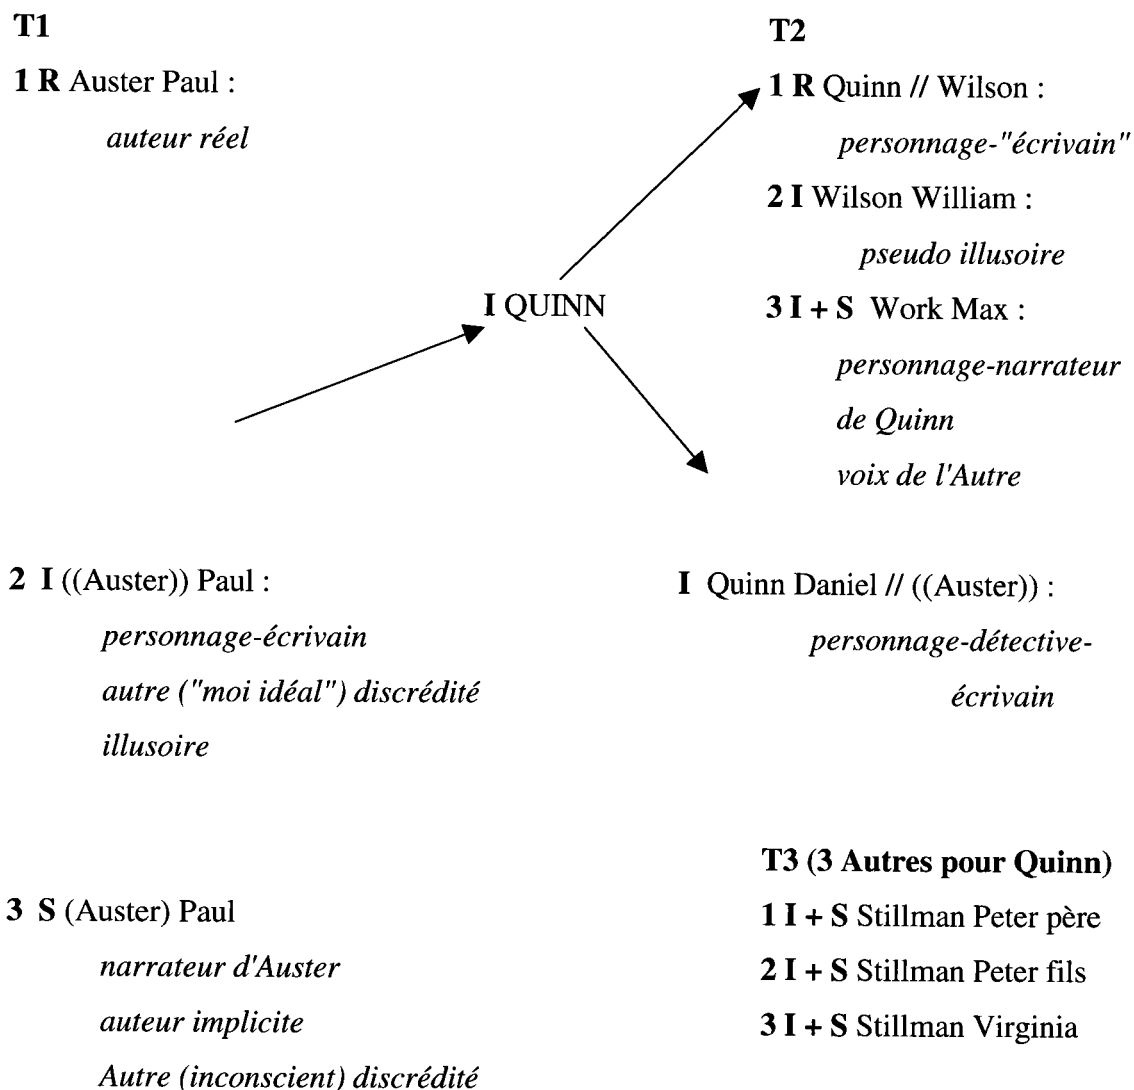 T1
1 R Auster Paul :
auteur réel
I QUINN
2 I ((Auster)) Paul :
personnage-écrivain
autre ("moi idéal") discrédité
illusoire
3 S (Auster) Paul
narrateur d'Auster
auteur implicite
Autre (inconscient) discrédité
T2
1 R Quinn // Wilson :
personnage-"écrivain"
2 I Wilson William :
pseudo illusoire
3 I + S Work Max :
personnage-narrateur
de Quinn
voix de l'Autre
I Quinn Daniel // ((Auster)) :
personnage-détective-
écrivain
T3 (3 Autres pour Quinn)
1 I + S Stillman Peter père
2 I + S Stillman Peter fils
3 I + S Stillman Virginia